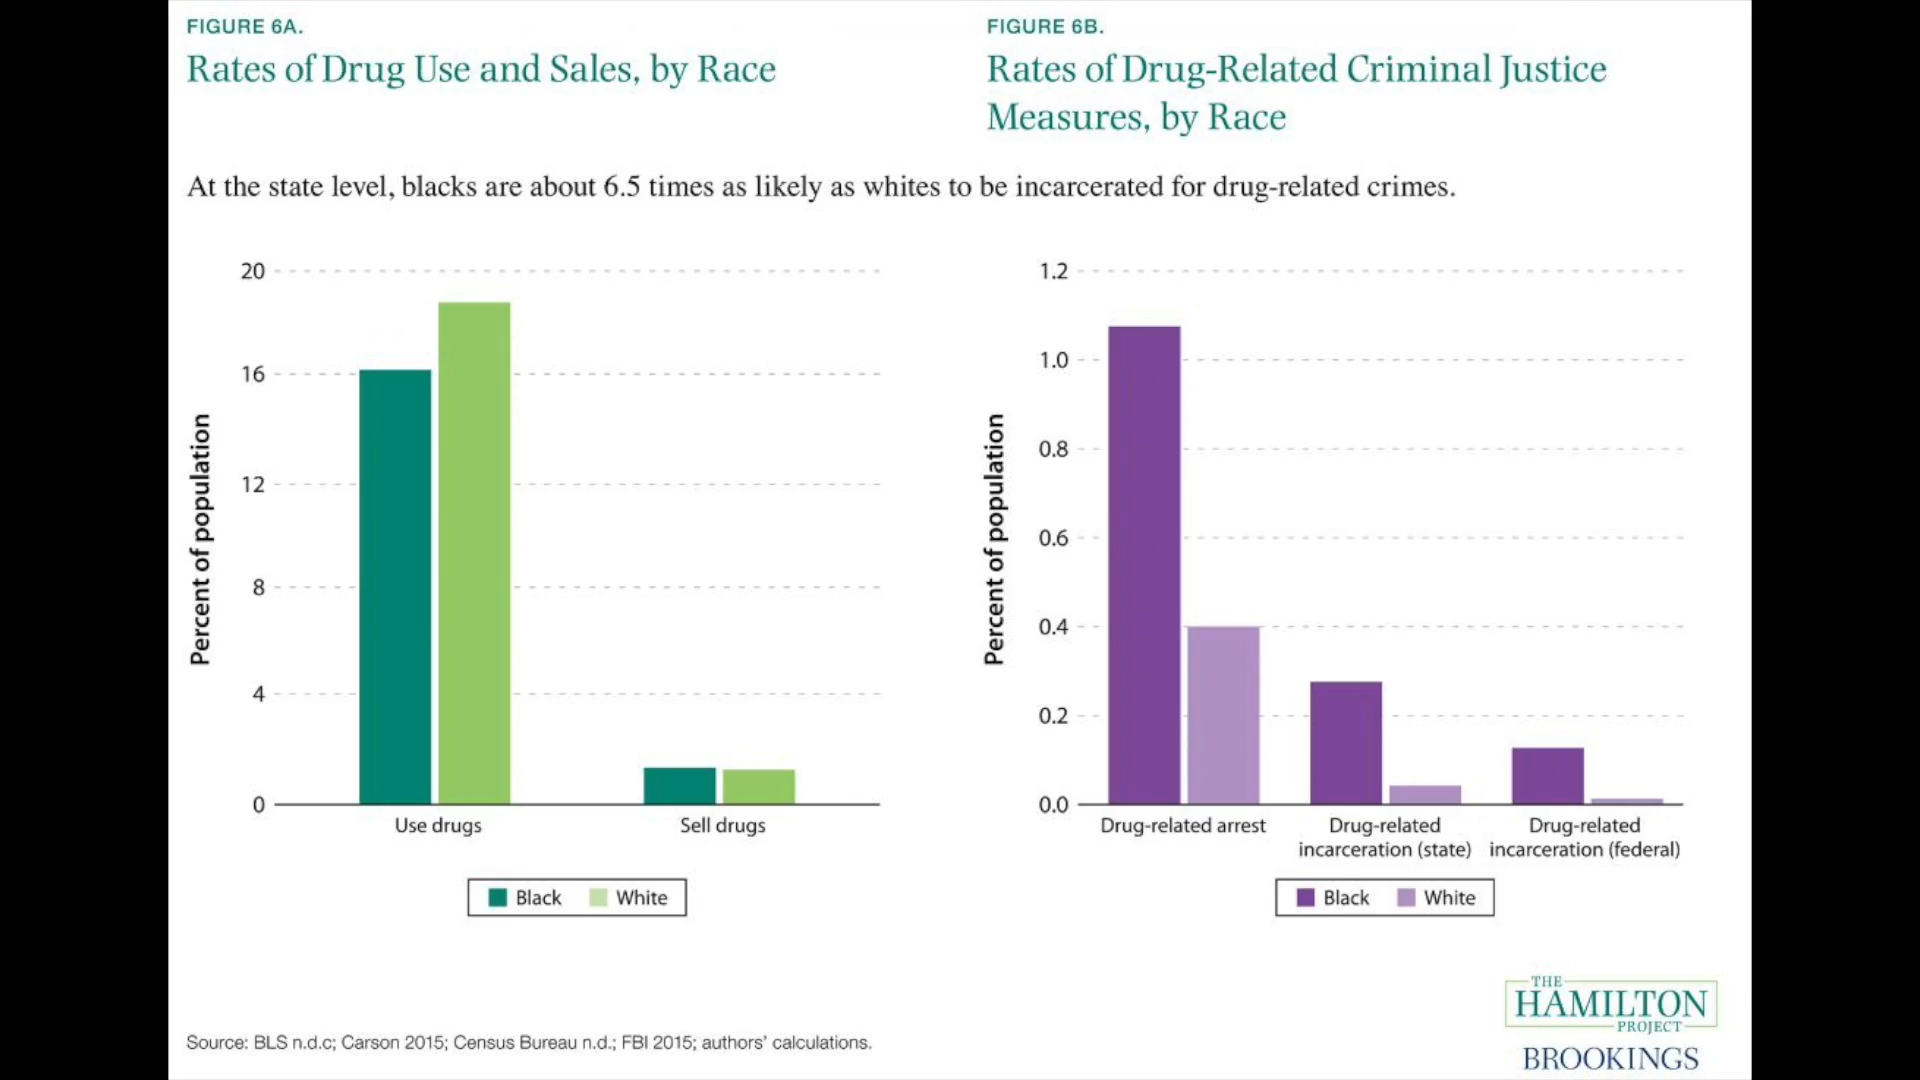 FIGURE 6A.
Rates of Drug Use and Sales, by Race
FIGURE 6B.
Rates of Drug-Related Criminal Justice
Measures, by Race
At the state level, blacks are about 6.5 times as likely as whites to be incarcerated for drug-related crimes.
Percent of population
20
16
12
8
4
0
Use drugs
Sell drugs
Black
White
Percent of population
1.2
1.0
0.8
0.6
0.4
0.2
0.0
Drug-related arrest
Drug-related
incarceration (state)
Drug-related
incarceration (federal)
Black
White
Source: BLS n.d.c; Carson 2015; Census Bureau n.d.; FBI 2015; authors’ calculations.
THE
HAMILTON
PROJECT
BROOKINGS